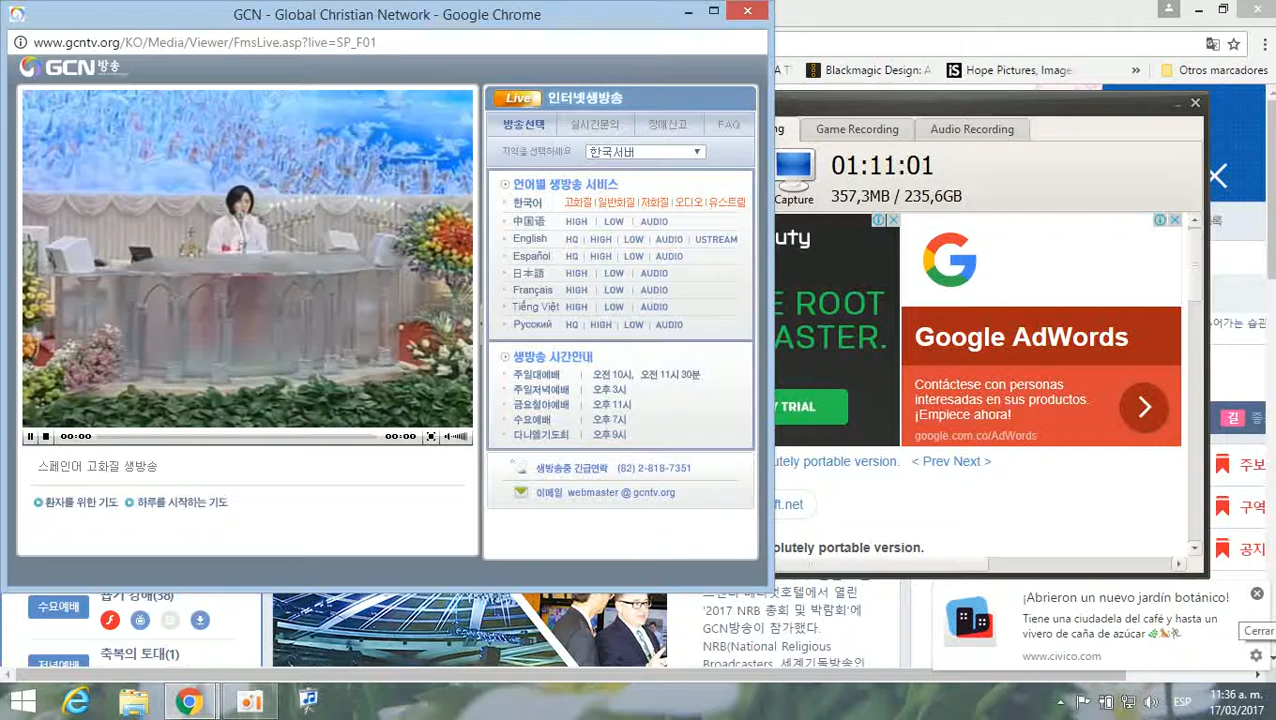 GCN - Global Christian Network - Google Chrome
www.gcntv.org/KO/Media/Viewer/FmsLive.asp?live=SP_F01
GCN방송
Live 인터넷생방송
방송선택 실시간문의 장애신고 FAQ
지역을 선택하세요 한국서버
언어별 생방송 서비스
한국어 고화질 | 일반화질 | 저화질 | 오디오 | 유스트림
中国语 HIGH | LOW | AUDIO
English HQ | HIGH | LOW | AUDIO | USTREAM
Español HQ | HIGH | LOW | AUDIO
日本語 HIGH | LOW | AUDIO
Français HIGH | LOW | AUDIO
Tiếng Việt HIGH | LOW | AUDIO
Русский HQ | HIGH | LOW | AUDIO
생방송 시간안내
주일대예배 | 오전 10시, 오전 11시 30분
주일저녁예배 | 오후 3시
금요철야예배 | 오후 11시
수요예배 | 오후 7시
다니엘기도회 | 오후 9시
생방송중 긴급연락 (82) 2-818-7351
이메일 webmaster @ gcntv.org
00:00 00:00
스페인어 고화질 생방송
환자를 위한 기도 하루를 시작하는 기도
Blackmagic Design: A
Hope Pictures, Image
»
Otros marcadores
ng Game Recording Audio Recording
Capture
01:11:01
357,3MB / 235,6GB
uty
E ROOT
ASTER.
Y TRIAL
Google AdWords
Contáctese con personas
interesadas en sus productos.
¡Empiece ahora!
google.com.co/AdWords
utely portable version. < Prev Next >
ft.net
olutely portable version.
길
주보
구역
공지
수요예배
축복의 토대(1)
'2017 NRB 총회 및 박람회'에
GCN방송이 참가했다.
NRB(National Religious
Broadcasters, 세계기독방송인
¡Abrieron un nuevo jardín botánico!
Tiene una ciudadela del café y hasta un
vivero de caña de azúcar
www.civico.com
Cerrar
ESP
11:36 a. m.
17/03/2017